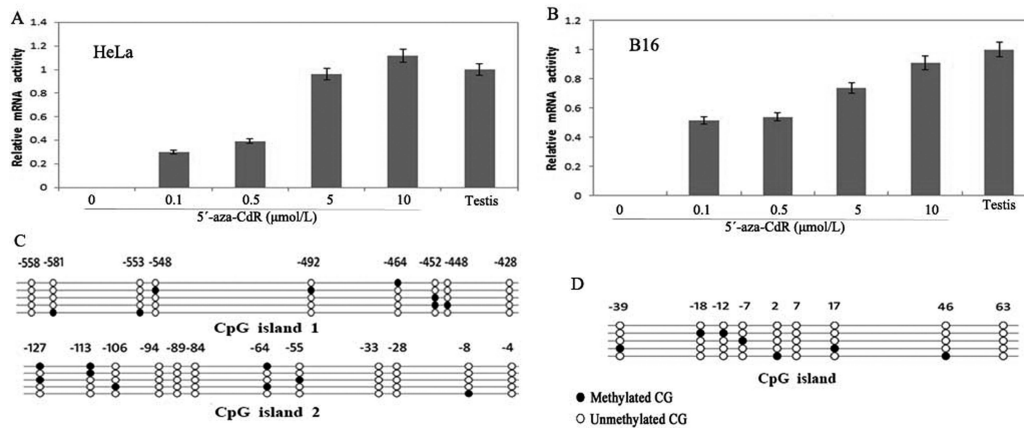 A
HeLa
Relative mRNA activity
1.4
1.2
1
0.8
0.6
0.4
0.2
0
0 0.1 0.5 5 10 Testis
5´-aza-CdR (μmol/L)
B
B16
Relative mRNA activity
1.2
1
0.8
0.6
0.4
0.2
0
0 0.1 0.5 5 10 Testis
5´-aza-CdR (μmol/L)
C
-558 -581 -553 -548 -492 -464 -452 -448 -428
CpG island 1
-127 -113 -106 -94 -89 -84 -64 -55 -33 -28 -8 -4
CpG island 2
D
-39 -18 -12 -7 2 7 17 46 63
CpG island
Methylated CG
Unmethylated CG